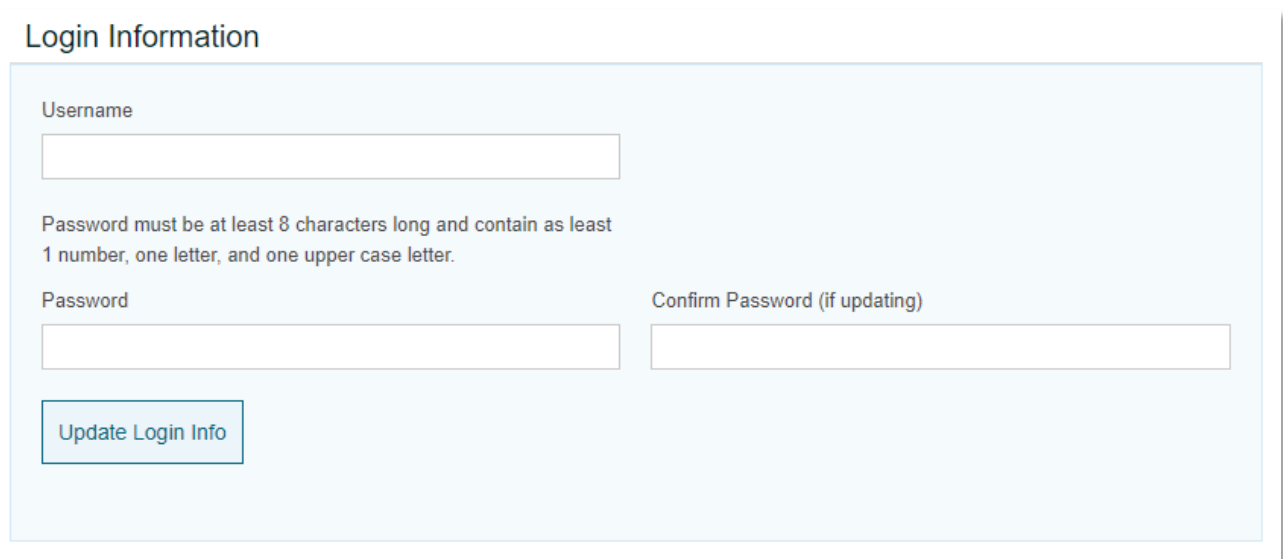 Login Information
Username
Password must be at least 8 characters long and contain as least
1 number, one letter, and one upper case letter.
Password
Confirm Password (if updating)
Update Login Info